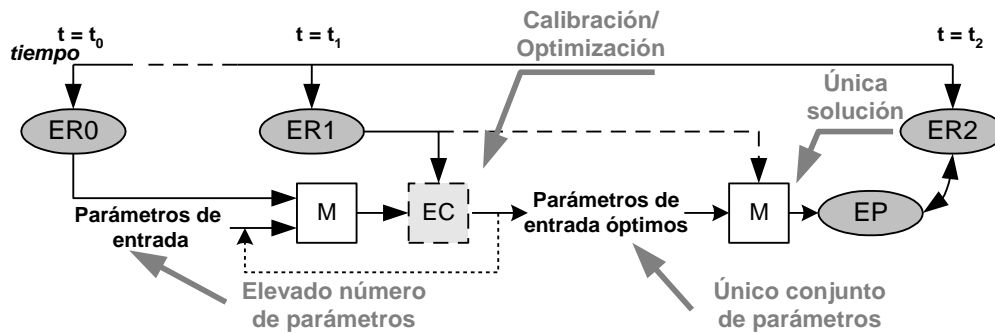 Calibración/
Optimización
t = t0
t = t1
t = t2
tiempo
Única
solución
ER0
ER1
ER2
M
EC
Parámetros de
entrada
Parámetros de
entrada óptimos
M
EP
Elevado número
de parámetros
Único conjunto
de parámetros